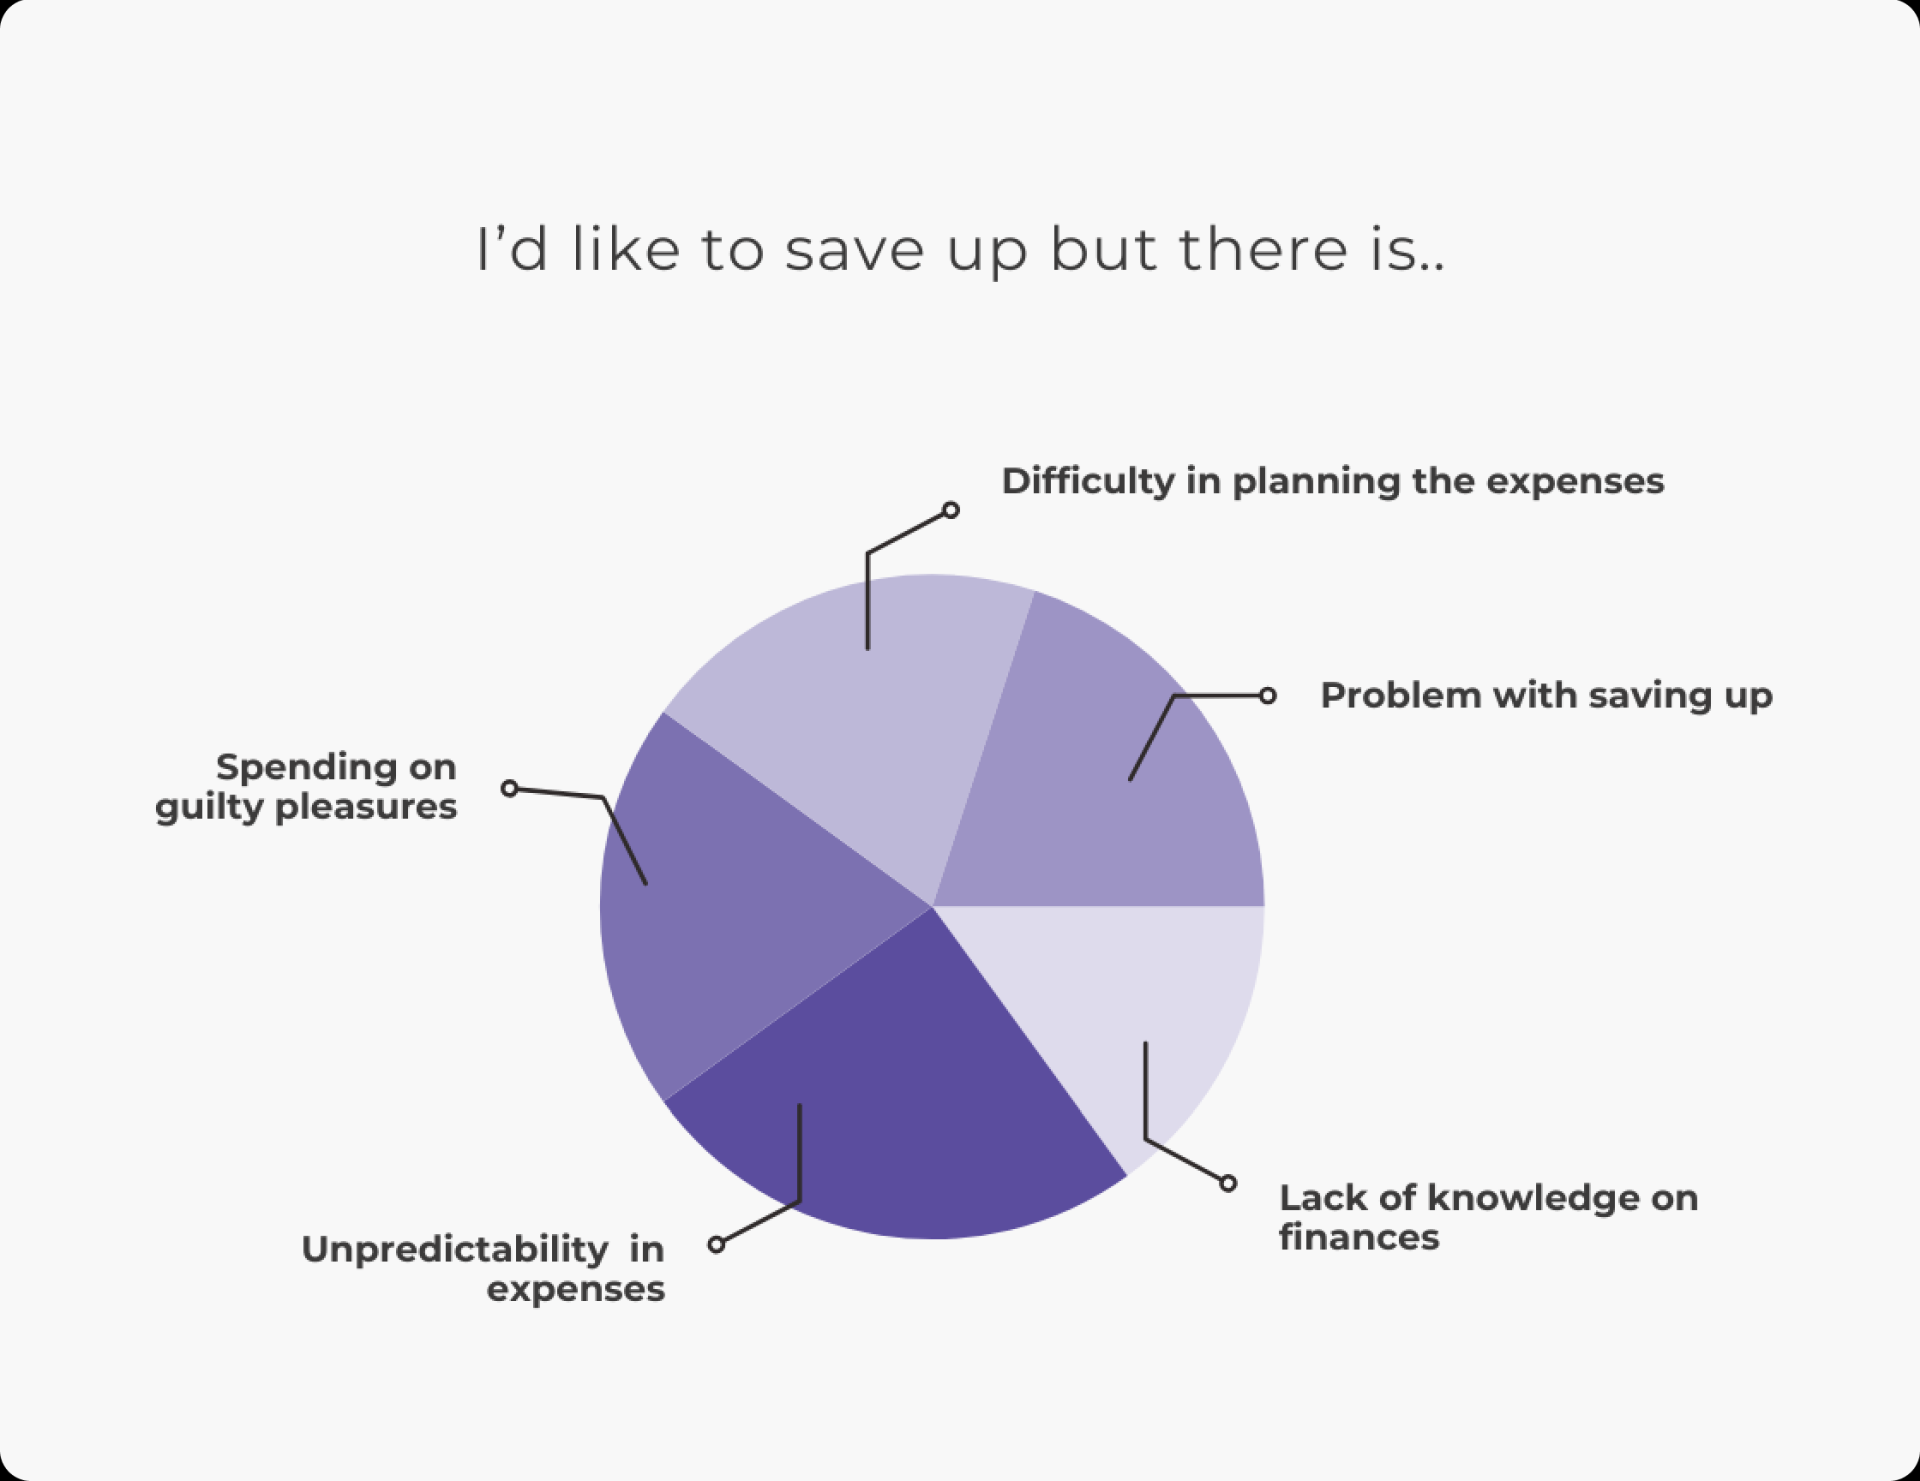 I’d like to save up but there is..
Difficulty in planning the expenses
Problem with saving up
Spending on
guilty pleasures
Lack of knowledge on
finances
Unpredictability  in
expenses